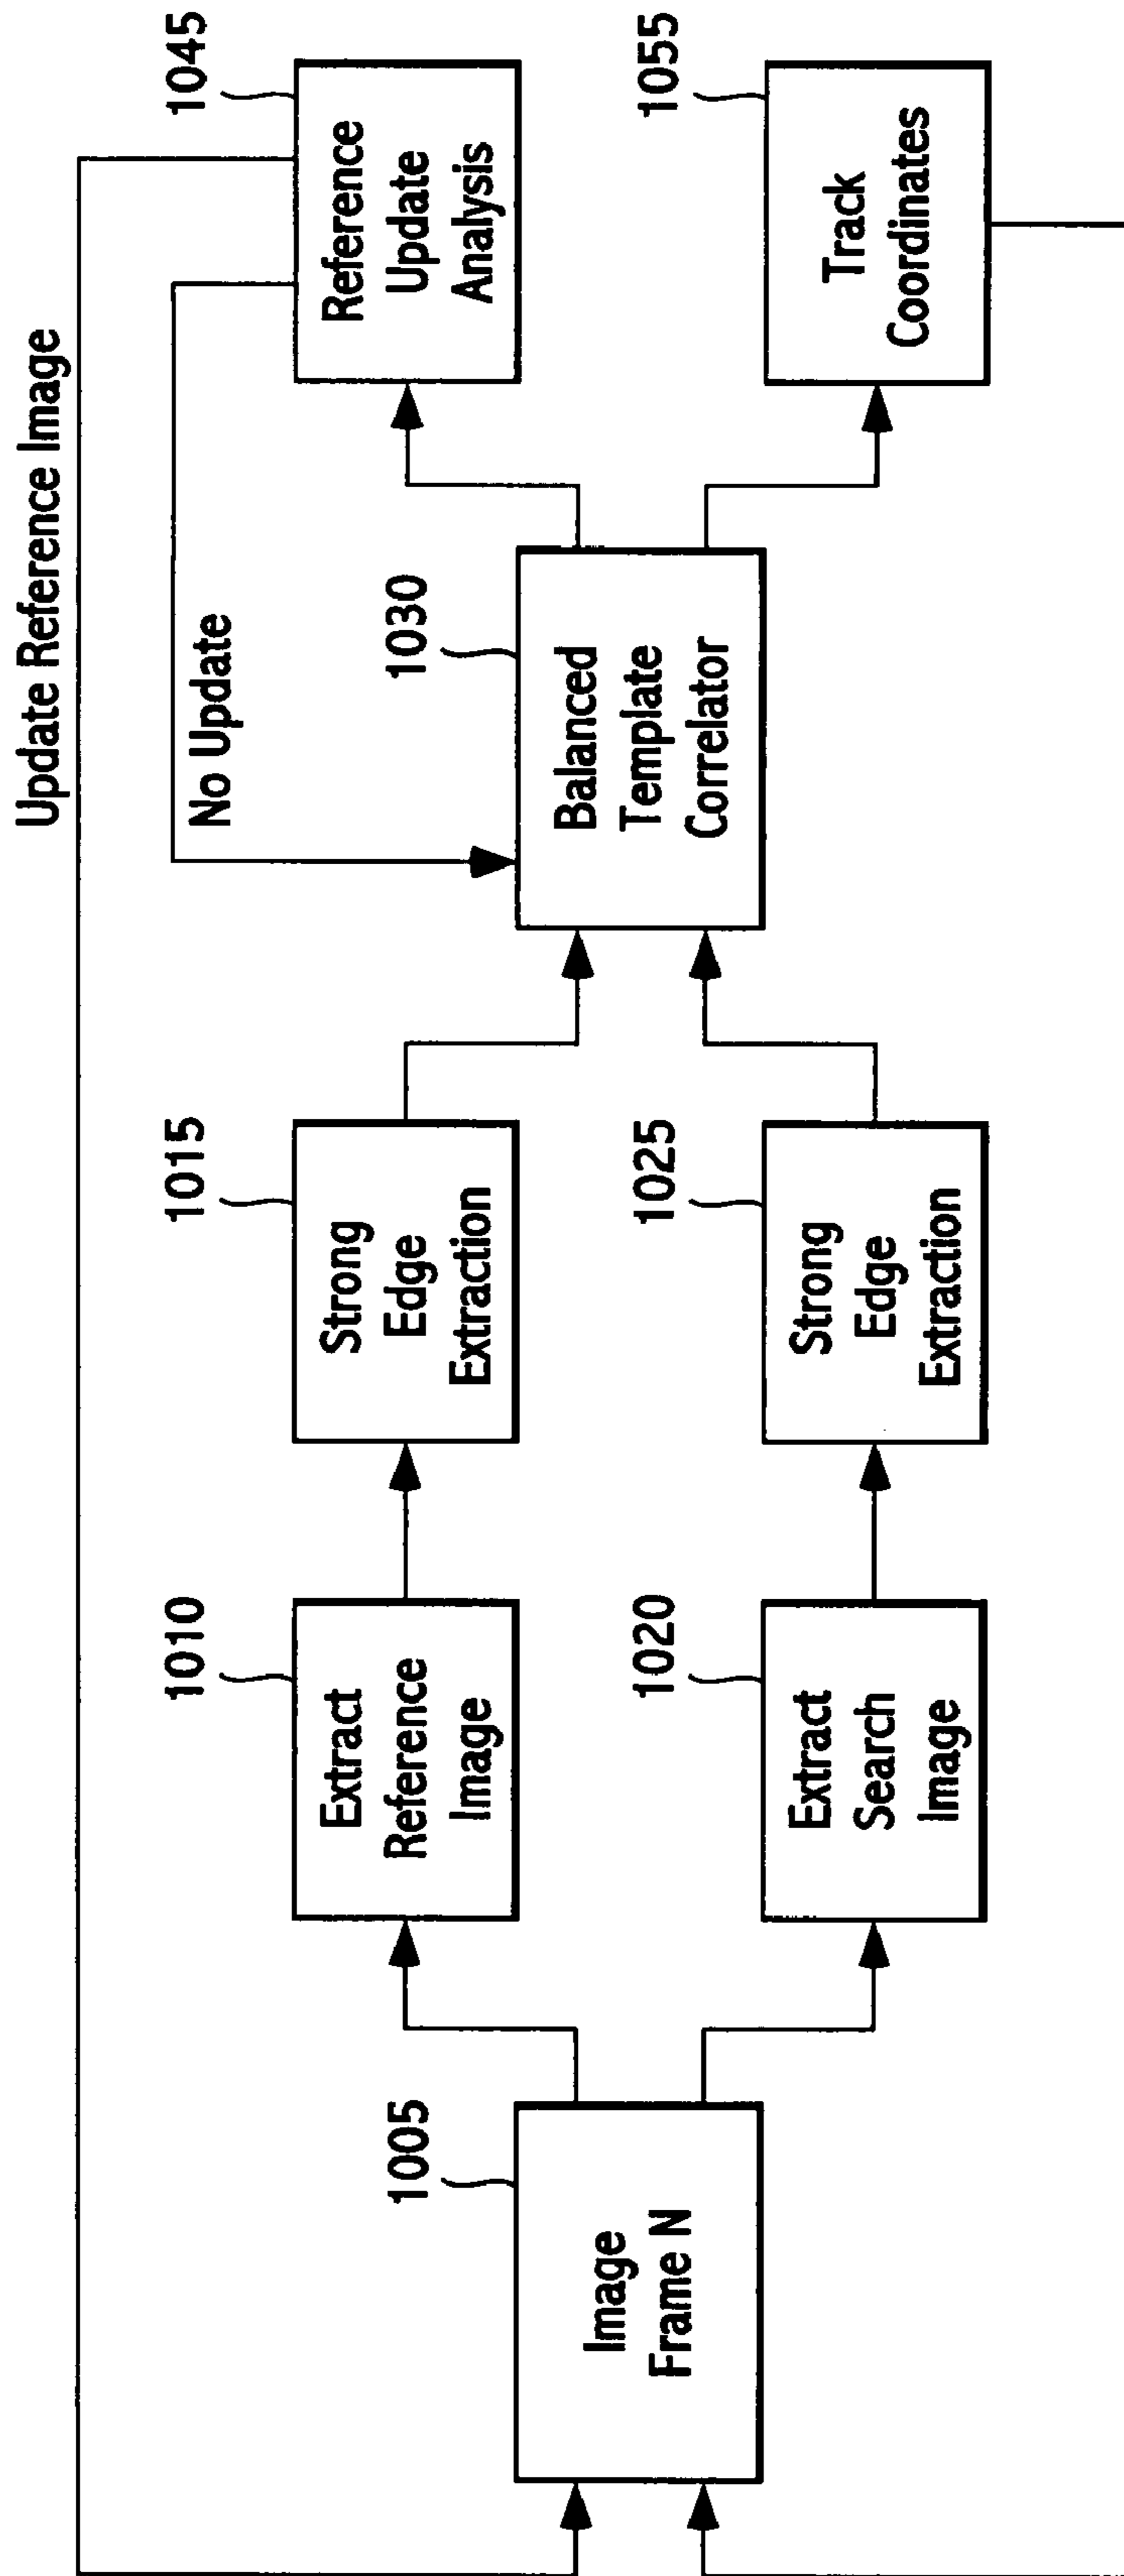 Update Reference Image
No Update
1005
Image
Frame N
1010
Extract
Reference
Image
1015
Strong
Edge
Extraction
1020
Extract
Search
Image
1025
Strong
Edge
Extraction
1030
Balanced
Template
Correlator
1045
Reference
Update
Analysis
1055
Track
Coordinates